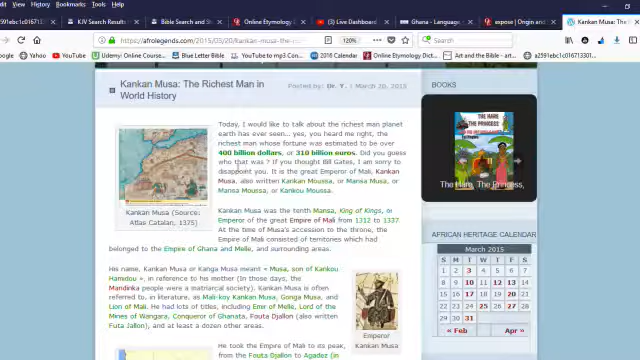 View History Bookmarks Tools Help
KJV Search Results
Bible Search and St
Online Etymology Dict
(3) Live Dashboard
Ghana - Language,
expose | Origin and
Kankan Musa: The R
https://afrolegends.com/2015/03/20/kankan-musa-the-
120%
Search
Oromo Duufee
Blue Letter Bible
YouTube to mp3 Con
2016 Calendar
Online Etymology Dict
Art and the Bible - art
a2591ebc1c01671330
YouTube
Kankan Musa: The Richest Man in
World History
Posted by: Dr. Y. | March 20, 2015
Today, I would like to talk about the richest man planet
earth has ever seen... yes, you heard me right, the
richest man whose fortune was estimated to be over
400 billion dollars, or 310 billion euros. Did you guess
who that was ? If you thought Bill Gates, I am sorry to
disappoint you. It is the great Emperor of Mali, Kankan
Musa, also written Kankan Moussa, or Mansa Musa, or
Mansa Moussa, or Kankou Moussa.
Kankan Musa (Source:
Atlas Catalan, 1375)
Kankan Musa was the tenth Mansa, King of Kings, or
Emperor of the great Empire of Mali from 1312 to 1337.
At the time of Musa's accession to the throne, the
Empire of Mali consisted of territories which had
belonged to the Empire of Ghana and Melle, and surrounding areas.
His name, Kankan Musa or Kanga Musa meant « Musa, son of Kankou
Hamidou », in reference to his mother (In those days, the
Mandinka people were a matriarcal society). Kankan Musa is often
referred to, in literature, as Mali-koy Kankan, Gonga Musa, and
Lion of Mali. He had lots of titles, including Emir of Melle, Lord of the
Mines of Wangara, Conqueror of Ghanata, Fouta Djallon (also written
Futa Jallon), and at least a dozen other areas.
Emperor
Kankan Musa
He took the Empire of Mali to its peak,
from the Fouta Djallon to Agadez (in
BOOKS
THE HARE
THE PRINCESS,
The Hare, The Princess,
AFRICAN HERITAGE CALENDAR
March 2015
S M T W T F S
1 2 3 4 5 6 7
8 9 10 11 12 13 14
15 16 17 18 19 20 21
22 23 24 25 26 27 28
29 30 31
« Feb Apr »